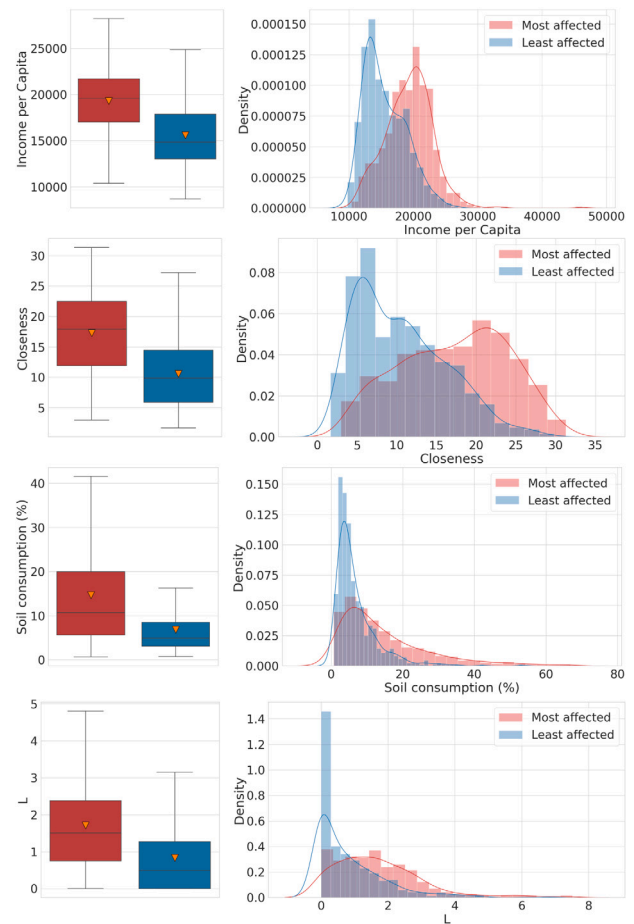 Income per Capita
25000
20000
15000
10000
Density
0.000150
0.000125
0.000100
0.000075
0.000050
0.000025
0.000000
Most affected
Least affected
10000 20000 30000 40000 50000
Income per Capita
Closeness
30
25
20
15
10
5
Density
0.08
0.06
0.04
0.02
0.00
Most affected
Least affected
0 5 10 15 20 25 30 35
Closeness
Soil consumption (%)
40
30
20
10
0
Density
0.150
0.125
0.100
0.075
0.050
0.025
0.000
Most affected
Least affected
0 20 40 60 80
Soil consumption (%)
L
5
4
3
2
1
0
Density
1.4
1.2
1.0
0.8
0.6
0.4
0.2
0.0
Most affected
Least affected
0 2 4 6 8
L